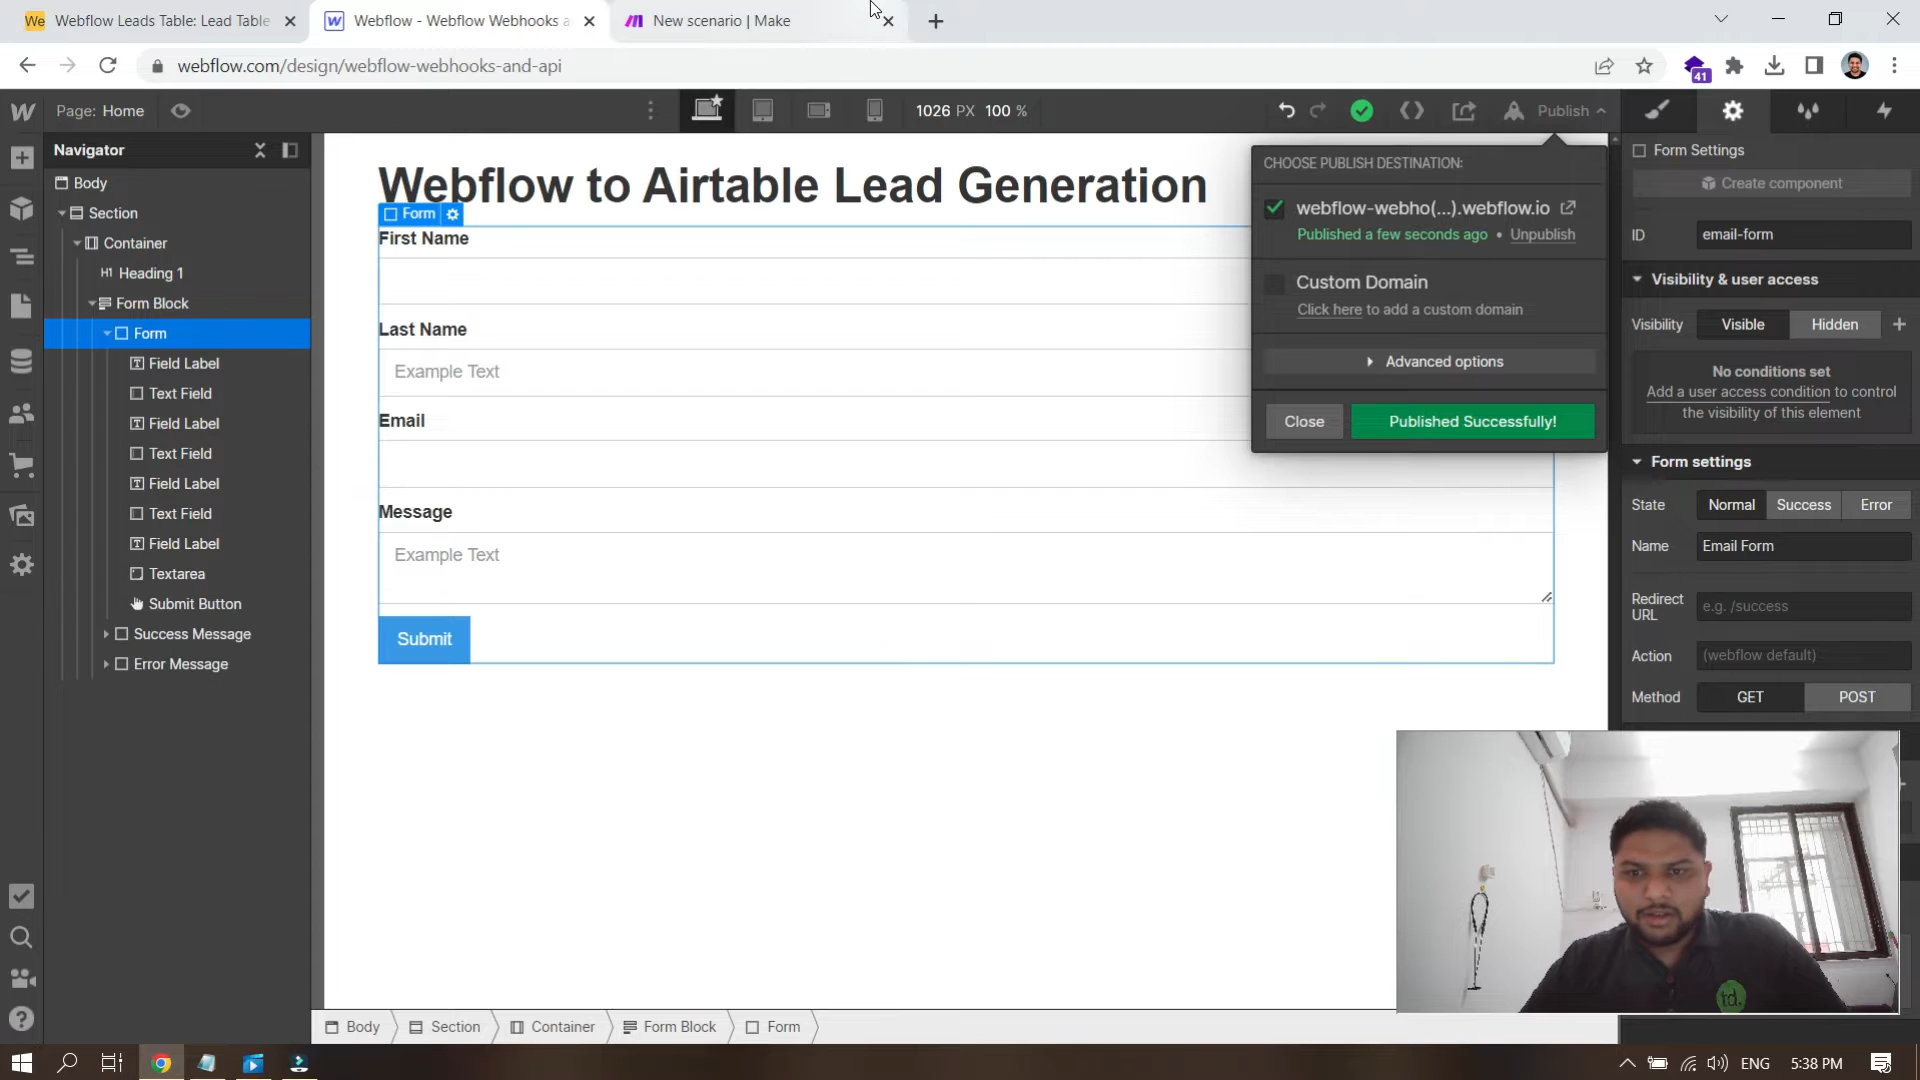 We Webflow Leads Table: Lead Table
Webflow - Webflow Webhooks a
New scenario | Make
webflow.com/design/webflow-webhooks-and-api
41
Page: Home
1026 PX 100 %
Publish
Navigator
Body
Section
Container
H1 Heading 1
Form Block
Form
Field Label
Text Field
Field Label
Text Field
Field Label
Text Field
Field Label
Textarea
Submit Button
Success Message
Error Message
Webflow to Airtable Lead Generation
Form
First Name
Last Name
Example Text
Email
Message
Example Text
Submit
CHOOSE PUBLISH DESTINATION:
webflow-webho(...).webflow.io
Published a few seconds ago • Unpublish
Custom Domain
Click here to add a custom domain
Advanced options
Close
Published Successfully!
Form Settings
Create component
ID email-form
Visibility & user access
Visibility Visible Hidden
No conditions set
Add a user access condition to control
the visibility of this element
Form settings
State Normal Success Error
Name Email Form
Redirect
URL
e.g. /success
Action (webflow default)
Method GET POST
td.
Body
Section
Container
Form Block
Form
ENG
5:38 PM